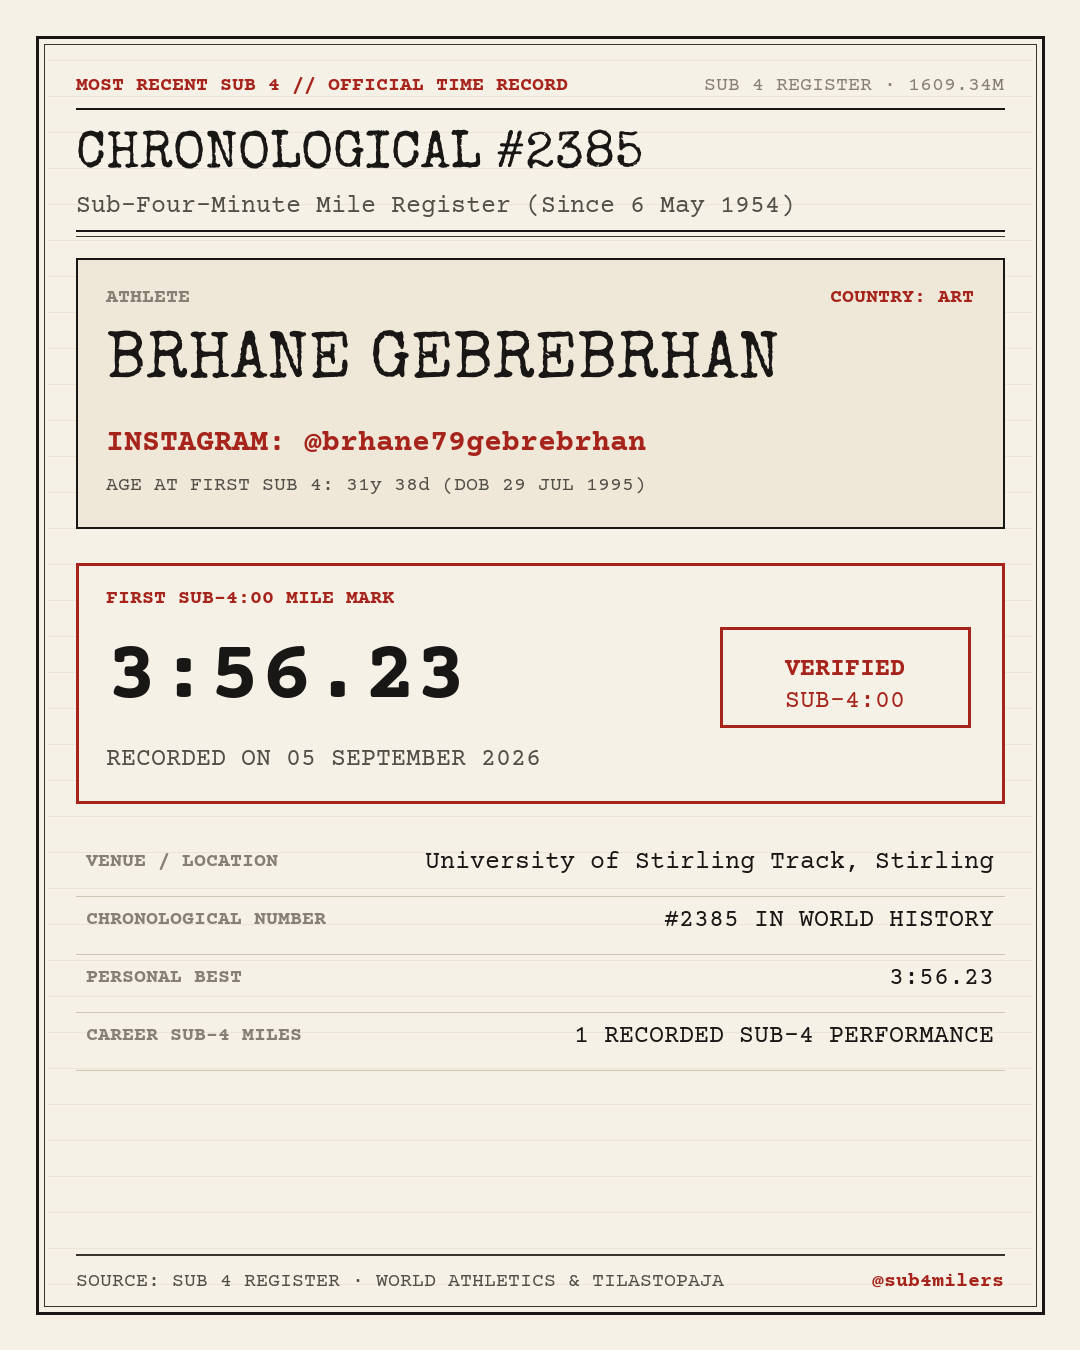 MOST RECENT SUB 4 // OFFICIAL TIME RECORD
SUB 4 REGISTER · 1609.34M
CHRONOLOGICAL #2385
Sub-Four-Minute Mile Register (Since 6 May 1954)
ATHLETE
COUNTRY: ART
BRHANE GEBREBRHAN
INSTAGRAM: @brhane79gebrebrhan
AGE AT FIRST SUB 4: 31y 38d (DOB 29 JUL 1995)
FIRST SUB-4:00 MILE MARK
3:56.23
VERIFIED
SUB-4:00
RECORDED ON 05 SEPTEMBER 2026
VENUE / LOCATION
University of Stirling Track, Stirling
CHRONOLOGICAL NUMBER
#2385 IN WORLD HISTORY
PERSONAL BEST
3:56.23
CAREER SUB-4 MILES
1 RECORDED SUB-4 PERFORMANCE
SOURCE: SUB 4 REGISTER · WORLD ATHLETICS & TILASTOPAJA
@sub4milers